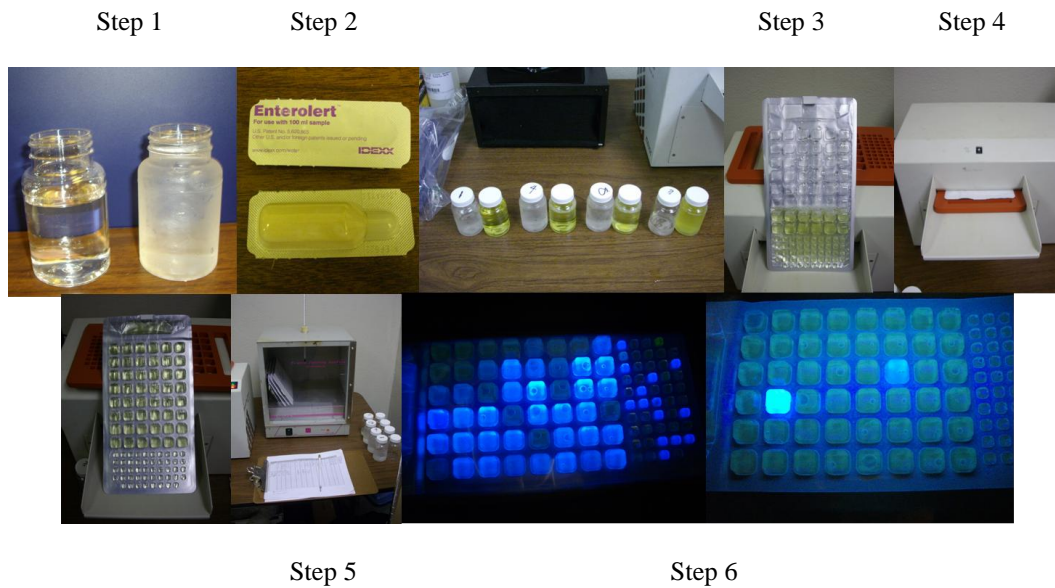 Step 1
Step 2
Step 3
Step 4
Enterolert
For use with 100 ml sample
IDEXX
Step 5
Step 6